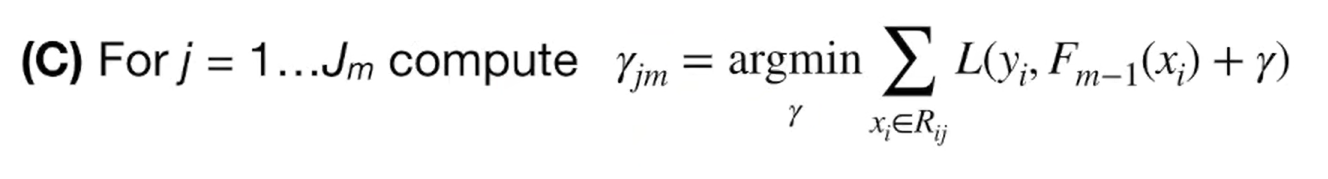 (C) For j = 1...Jₘ compute γⱼₘ = argmin ∑ L(yᵢ, Fₘ₋₁(xᵢ) + γ)
γ xᵢ∈Rᵢⱼ